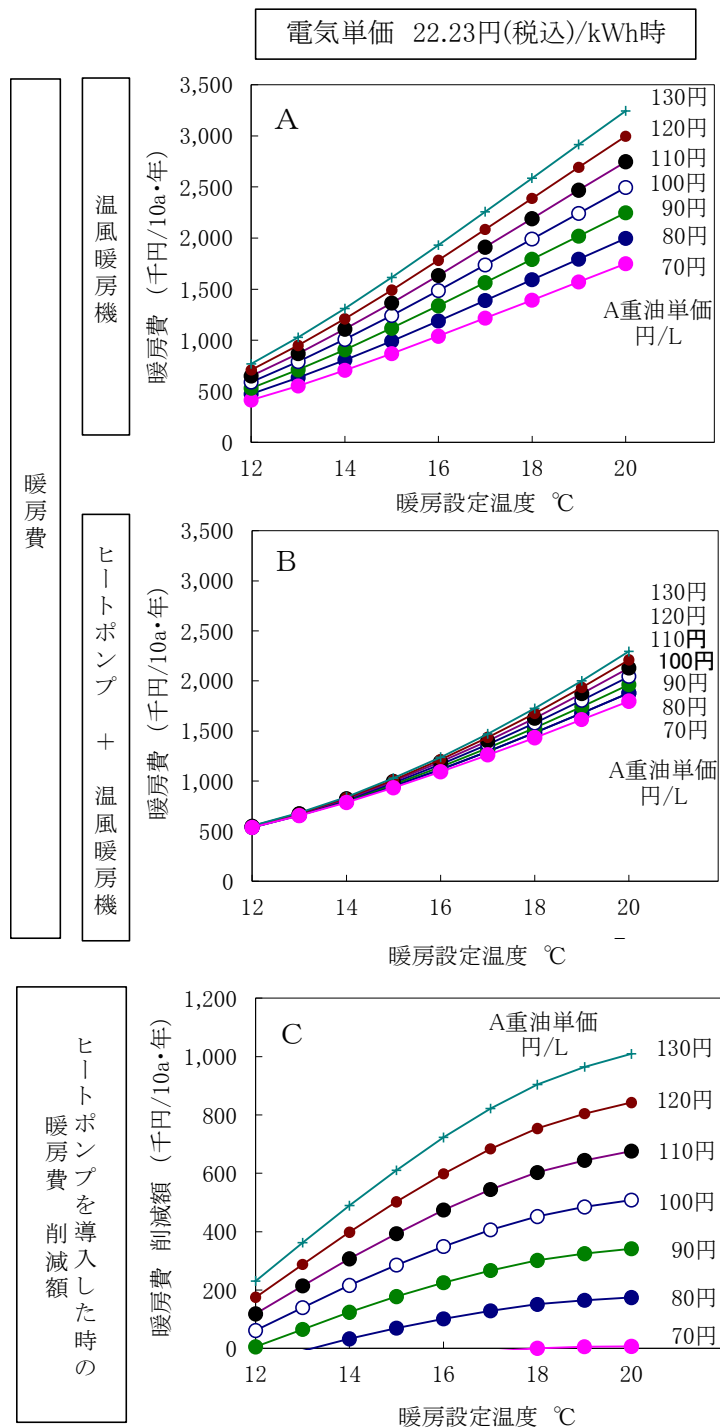 電気単価 22.23円(税込)/kWh時
暖房費
温風暖房機
A
暖房費 (千円/10a・年)
3,500
3,000
2,500
2,000
1,500
1,000
500
0
12 14 16 18 20
暖房設定温度 ℃
130円
120円
110円
100円
90円
80円
70円
A重油単価
円/L
ヒートポンプ + 温風暖房機
B
暖房費 (千円/10a・年)
3,500
3,000
2,500
2,000
1,500
1,000
500
0
12 14 16 18 20
暖房設定温度 ℃
130円
120円
110円
100円
90円
80円
70円
A重油単価
円/L
ヒートポンプを導入した時の
暖房費 削減額
C
暖房費 削減額 (千円/10a・年)
1,200
1,000
800
600
400
200
0
12 14 16 18 20
暖房設定温度 ℃
A重油単価
円/L
130円
120円
110円
100円
90円
80円
70円